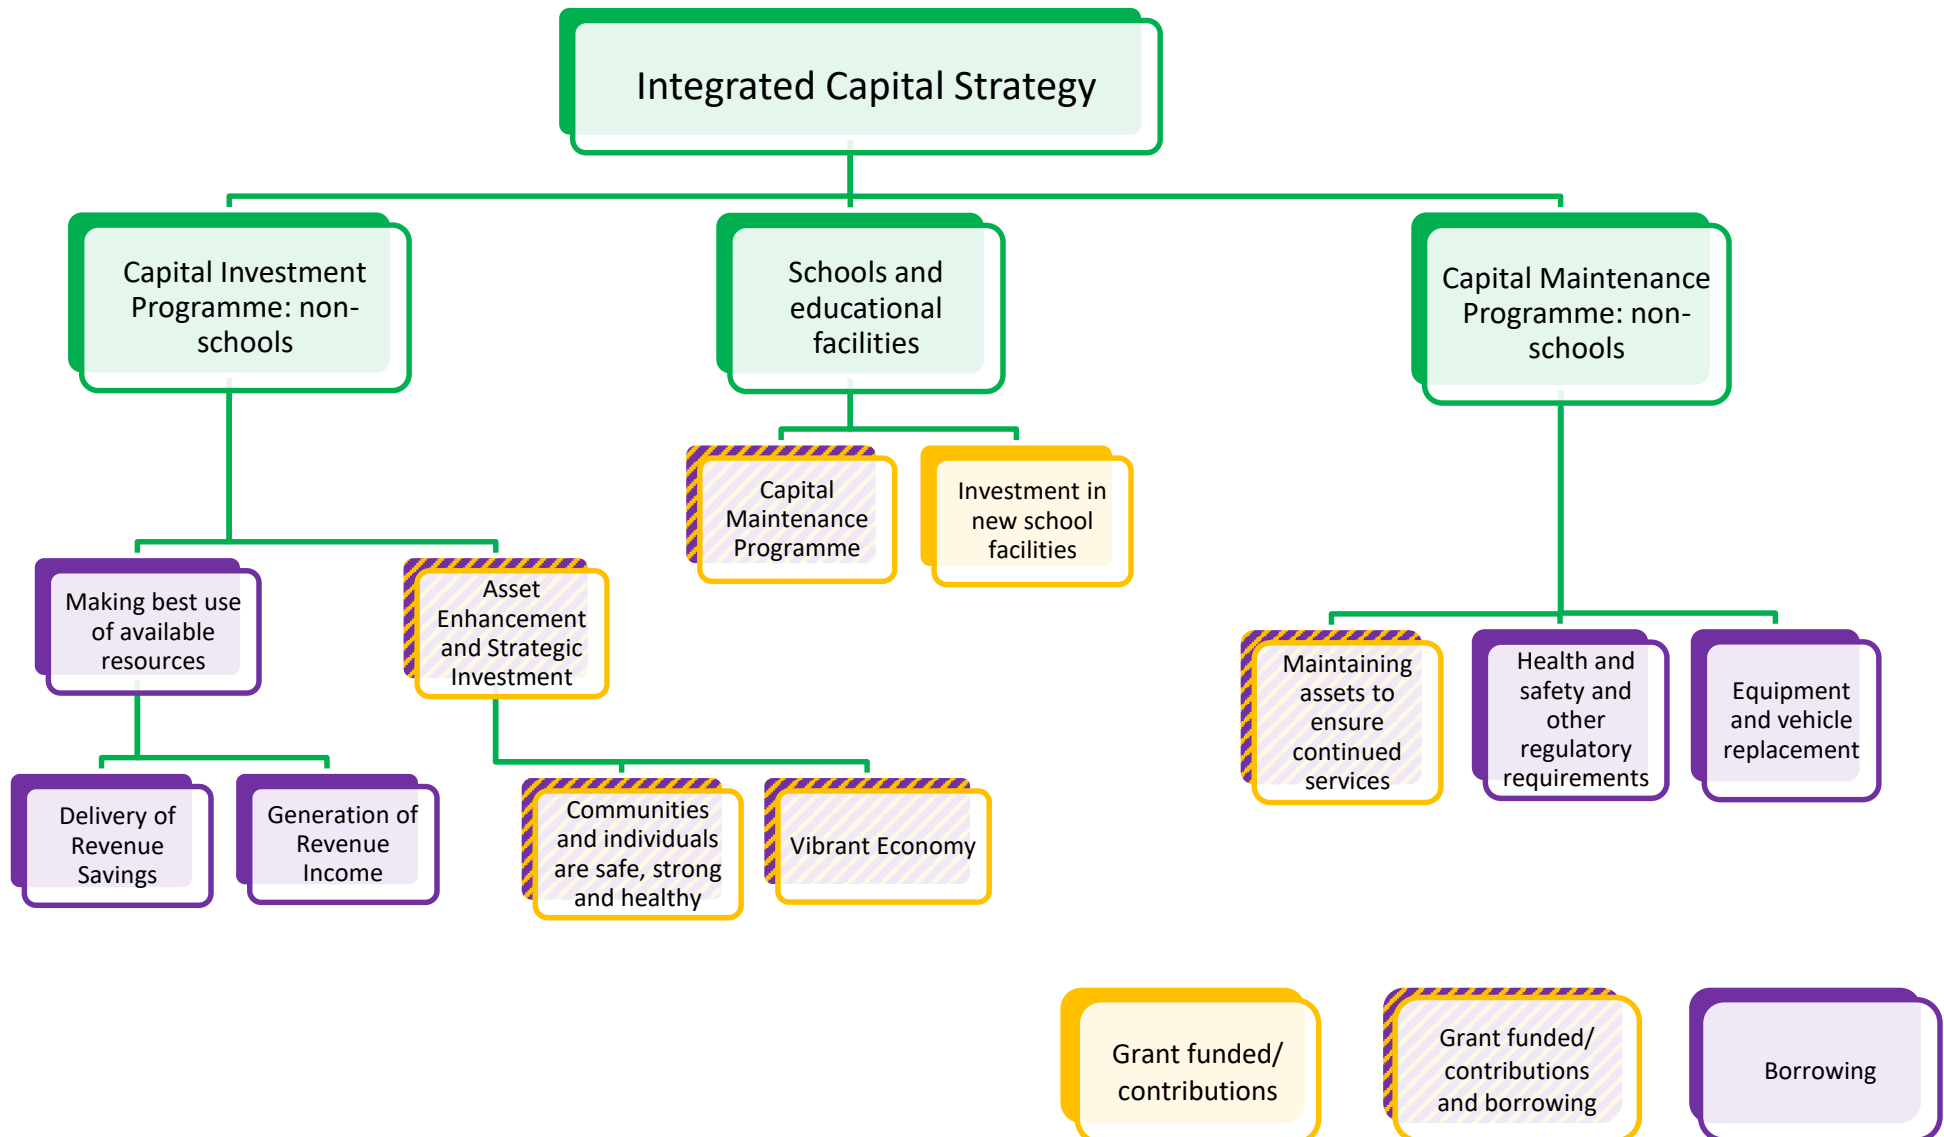 Integrated Capital Strategy
Capital Investment
Programme: non-
schools
Schools and
educational
facilities
Capital Maintenance
Programme: non-
schools
Capital
Maintenance
Programme
Investment in
new school
facilities
Making best use
of available
resources
Asset
Enhancement
and Strategic
Investment
Maintaining
assets to
ensure
continued
services
Health and
safety and
other
regulatory
requirements
Equipment
and vehicle
replacement
Delivery of
Revenue
Savings
Generation of
Revenue
Income
Communities
and individuals
are safe, strong
and healthy
Vibrant Economy
Grant funded/
contributions
Grant funded/
contributions
and borrowing
Borrowing